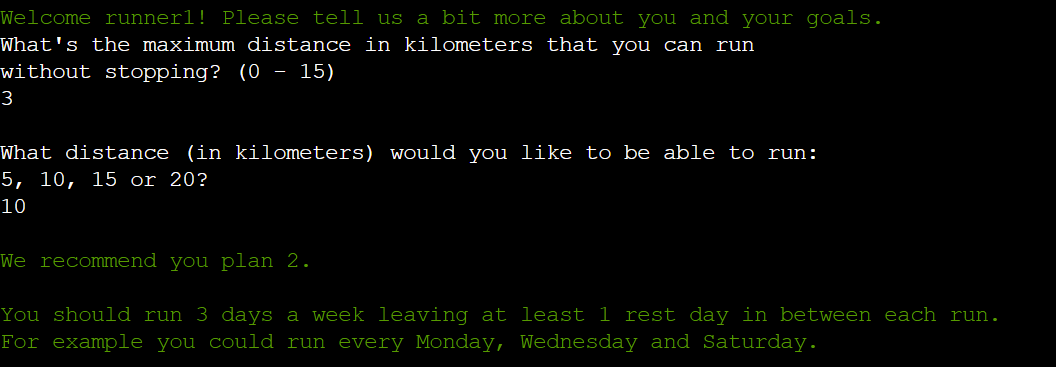 Welcome runner1! Please tell us a bit more about you and your goals.
What's the maximum distance in kilometers that you can run
without stopping? (0 - 15)
3
What distance (in kilometers) would you like to be able to run:
5, 10, 15 or 20?
10
We recommend you plan 2.
You should run 3 days a week leaving at least 1 rest day in between each run.
For example you could run every Monday, Wednesday and Saturday.